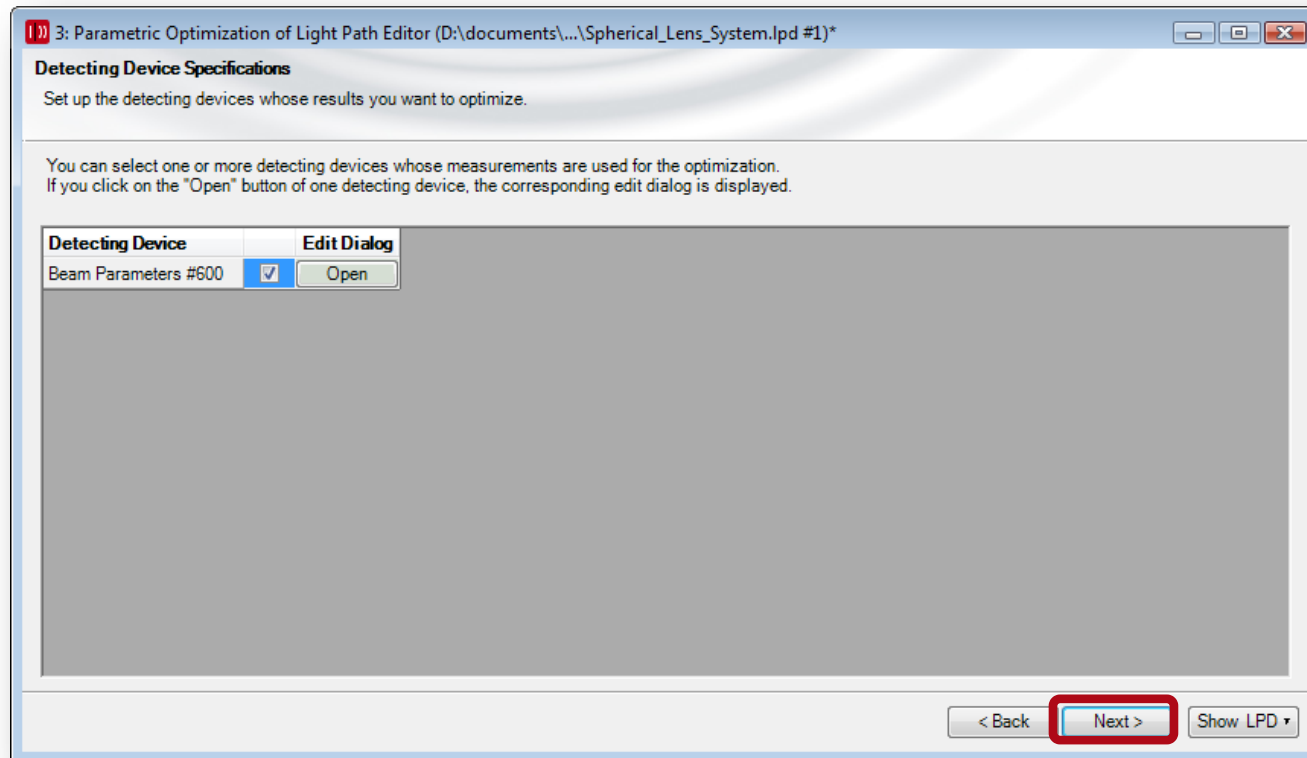 3: Parametric Optimization of Light Path Editor (D:\documents\...\Spherical_Lens_System.lpd #1)*
Detecting Device Specifications
Set up the detecting devices whose results you want to optimize.
You can select one or more detecting devices whose measurements are used for the optimization.
If you click on the "Open" button of one detecting device, the corresponding edit dialog is displayed.
Detecting Device Edit Dialog
Beam Parameters #600 Open
< Back Next > Show LPD